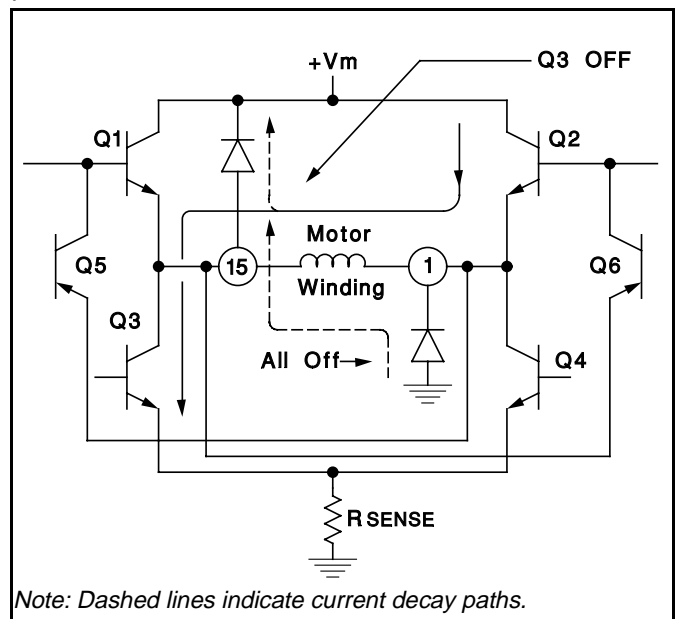 +Vm
Q3 OFF
Q1
Q2
Motor
15
1
Winding
Q5
Q6
Q3
Q4
All Off
RSENSE
Note: Dashed lines indicate current decay paths.